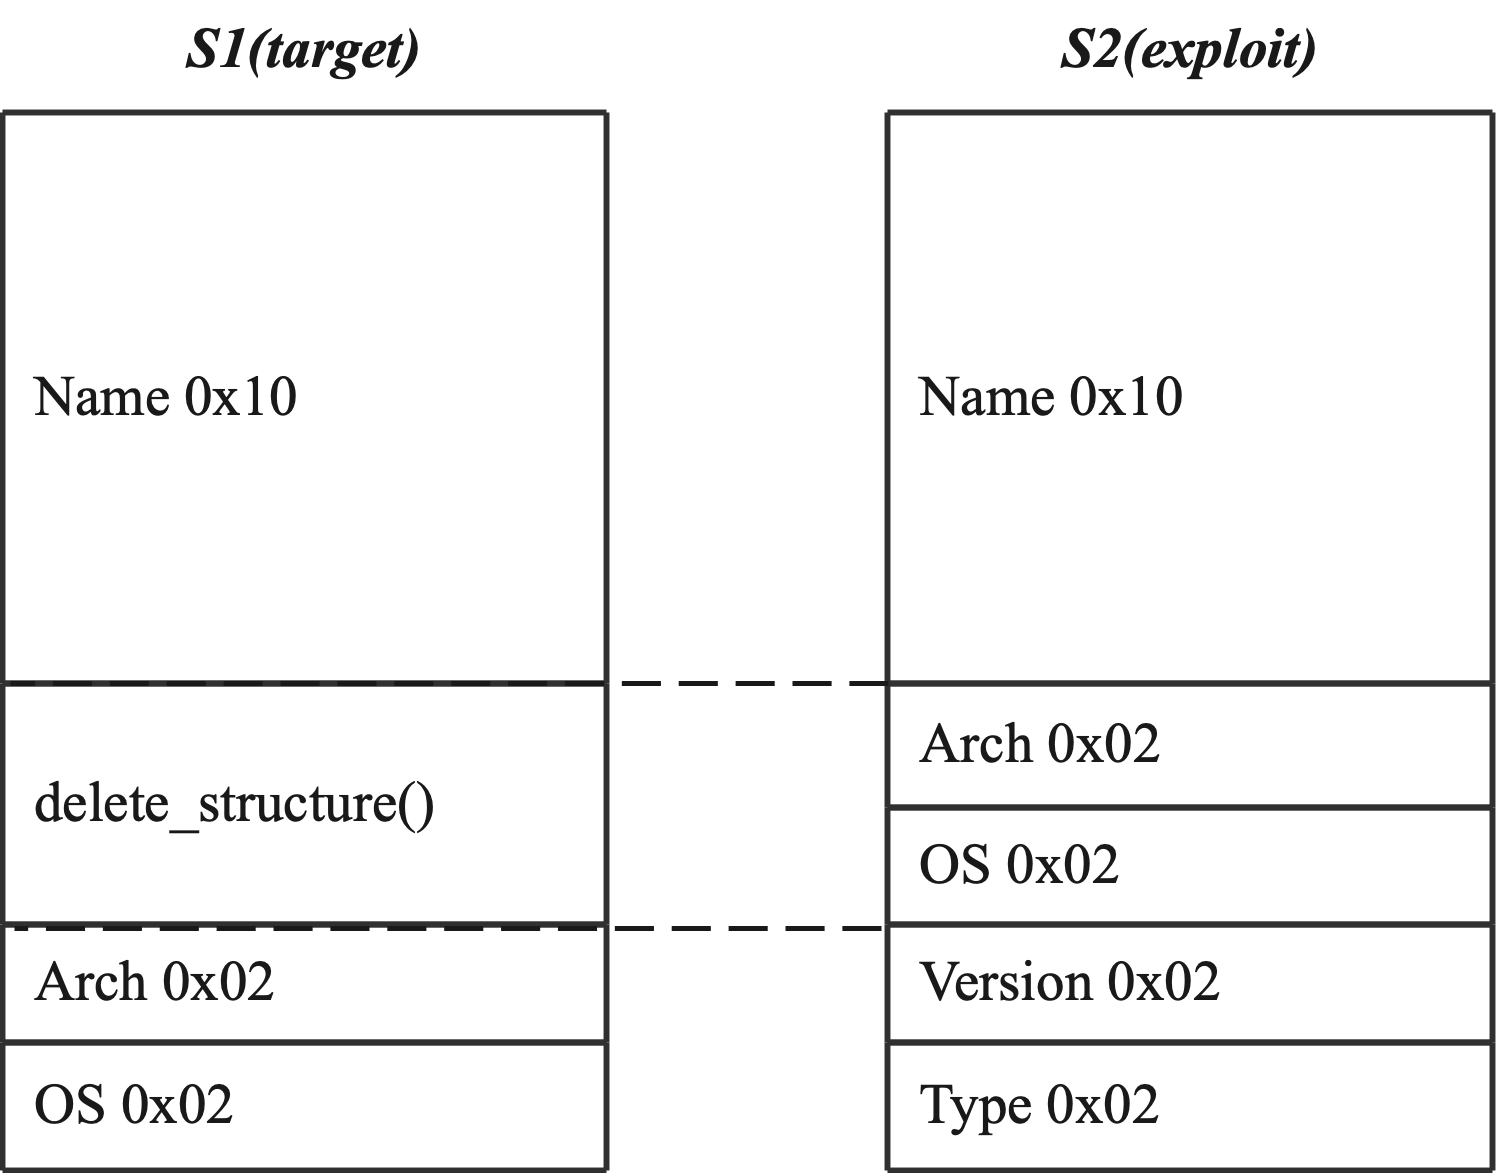 S1(target)
S2(exploit)
Name 0x10
Name 0x10
delete_structure()
Arch 0x02
OS 0x02
Arch 0x02
OS 0x02
Version 0x02
Type 0x02